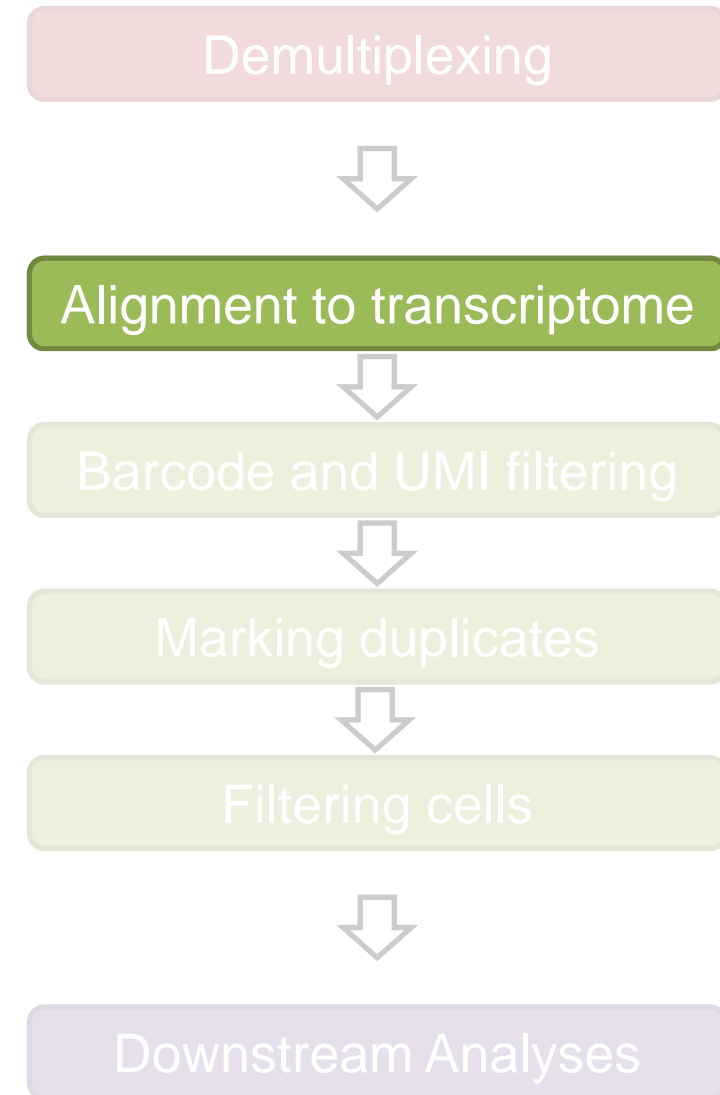 Demultiplexing
Alignment to transcriptome
Barcode and UMI filtering
Marking duplicates
Filtering cells
Downstream Analyses